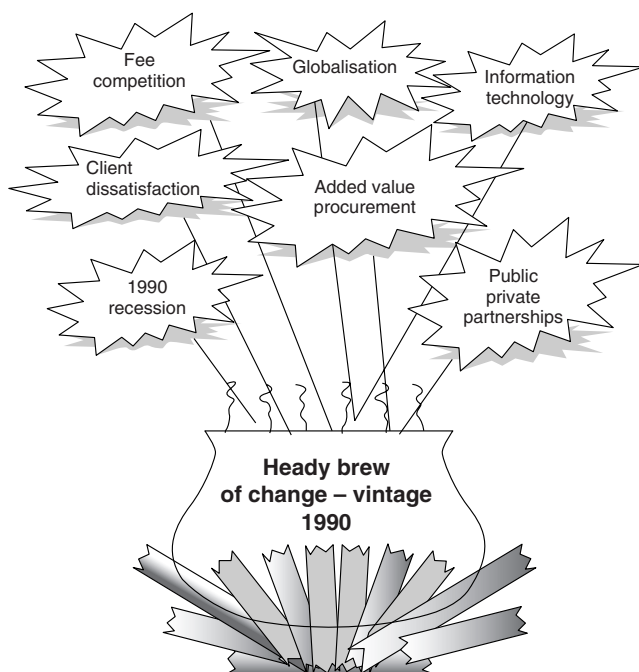 Fee
competition
Globalisation
Information
technology
Client
dissatisfaction
Added value
procurement
1990
recession
Public
private
partnerships
Heady brew
of change – vintage
1990